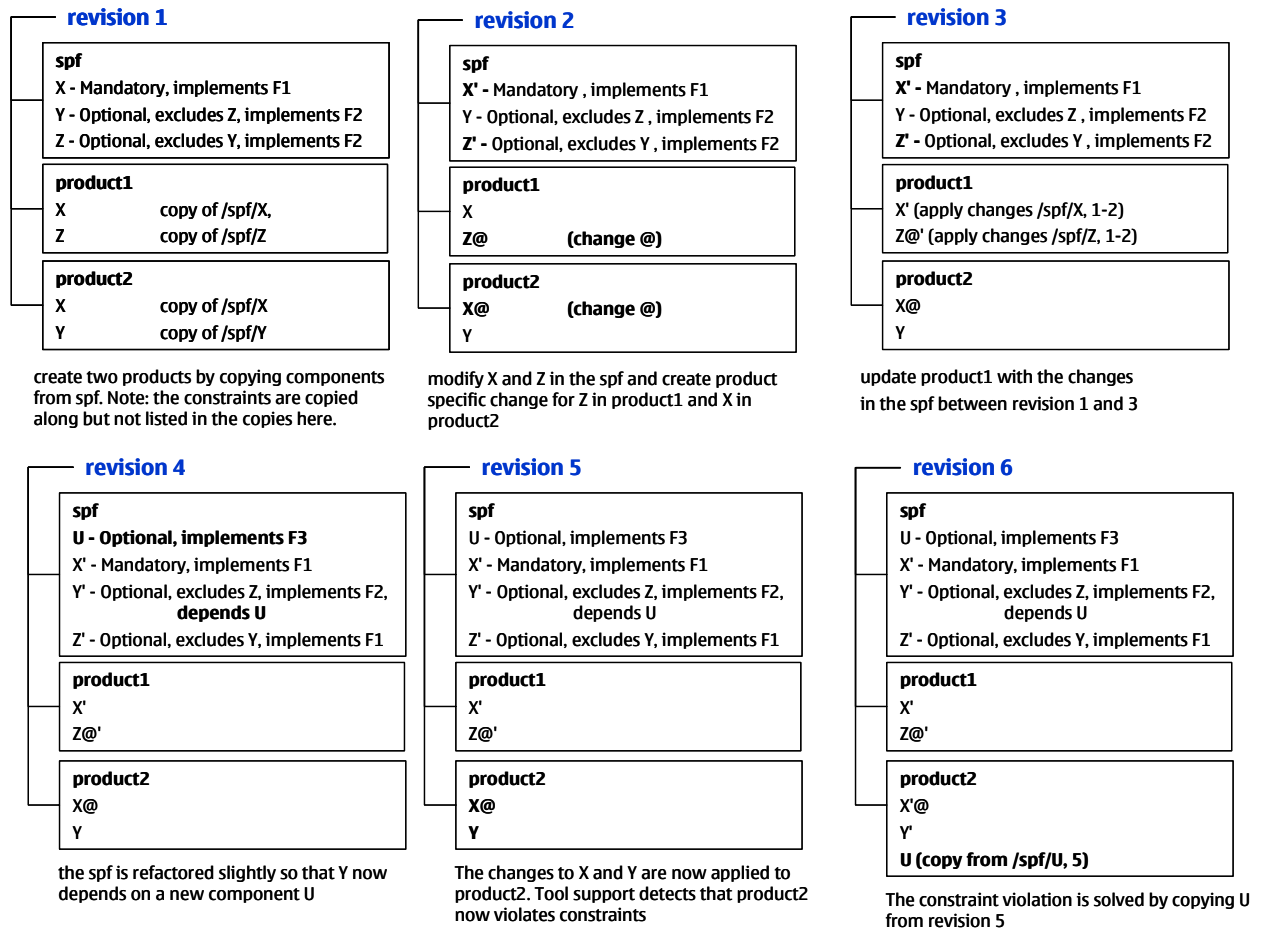 revision 1
spf
X - Mandatory, implements F1
Y - Optional, excludes Z, implements F2
Z - Optional, excludes Y, implements F2
product1
X copy of /spf/X,
Z copy of /spf/Z
product2
X copy of /spf/X
Y copy of /spf/Y
create two products by copying components
from spf. Note: the constraints are copied
along but not listed in the copies here.
revision 2
spf
X' - Mandatory , implements F1
Y - Optional, excludes Z , implements F2
Z' - Optional, excludes Y , implements F2
product1
X
Z@ (change @)
product2
X@ (change @)
Y
modify X and Z in the spf and create product
specific change for Z in product1 and X in
product2
revision 3
spf
X' - Mandatory , implements F1
Y - Optional, excludes Z , implements F2
Z' - Optional, excludes Y , implements F2
product1
X' (apply changes /spf/X, 1-2)
Z@' (apply changes /spf/Z, 1-2)
product2
X@
Y
update product1 with the changes
in the spf between revision 1 and 3
revision 4
spf
U - Optional, implements F3
X' - Mandatory, implements F1
Y' - Optional, excludes Z, implements F2,
depends U
Z' - Optional, excludes Y, implements F1
product1
X'
Z@'
product2
X@
Y
the spf is refactored slightly so that Y now
depends on a new component U
revision 5
spf
U - Optional, implements F3
X' - Mandatory, implements F1
Y' - Optional, excludes Z, implements F2,
depends U
Z' - Optional, excludes Y, implements F1
product1
X'
Z@'
product2
X@
Y
The changes to X and Y are now applied to
product2. Tool support detects that product2
now violates constraints
revision 6
spf
U - Optional, implements F3
X' - Mandatory, implements F1
Y' - Optional, excludes Z, implements F2,
depends U
Z' - Optional, excludes Y, implements F1
product1
X'
Z@'
product2
X'@
Y'
U (copy from /spf/U, 5)
The constraint violation is solved by copying U
from revision 5